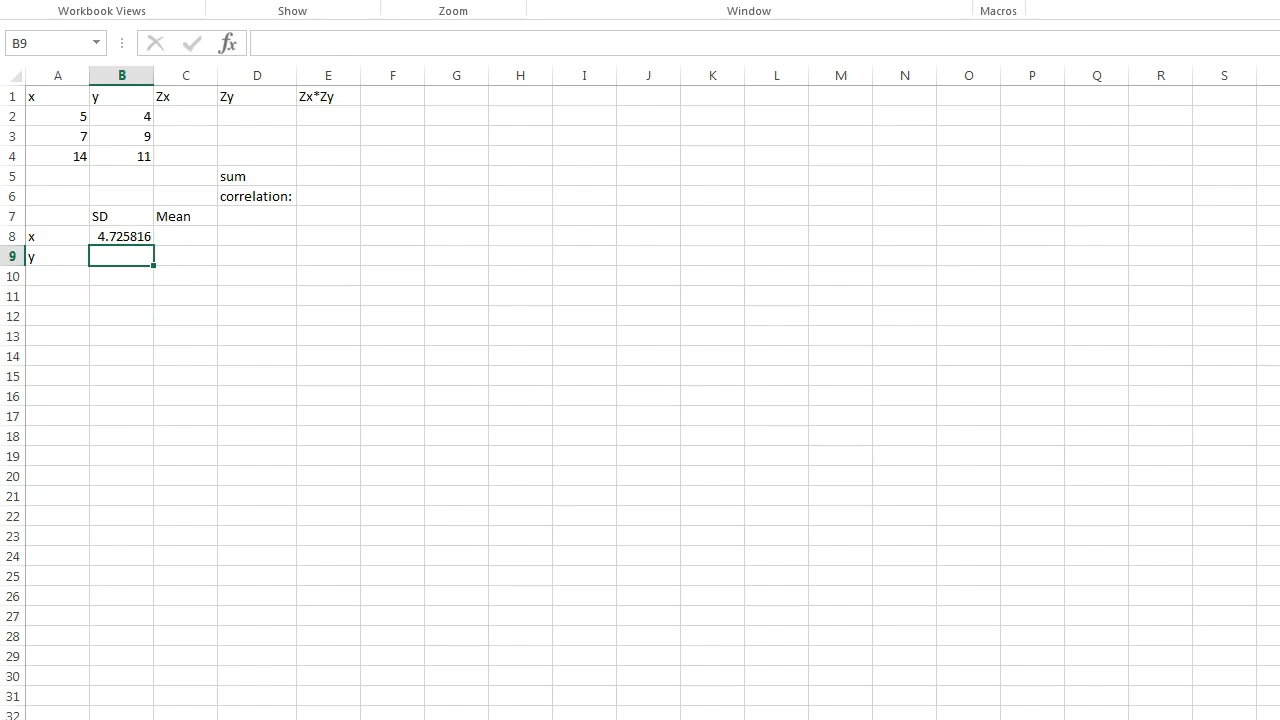 Workbook Views Show Zoom Window Macros
B9 fx
A B C D E F G H I J K L M N O P Q R S
1 x y Zx Zy Zx*Zy
2 5 4
3 7 9
4 14 11
5 sum
6 correlation:
7 SD Mean
8 x 4.725816
9 y
10
11
12
13
14
15
16
17
18
19
20
21
22
23
24
25
26
27
28
29
30
31
32